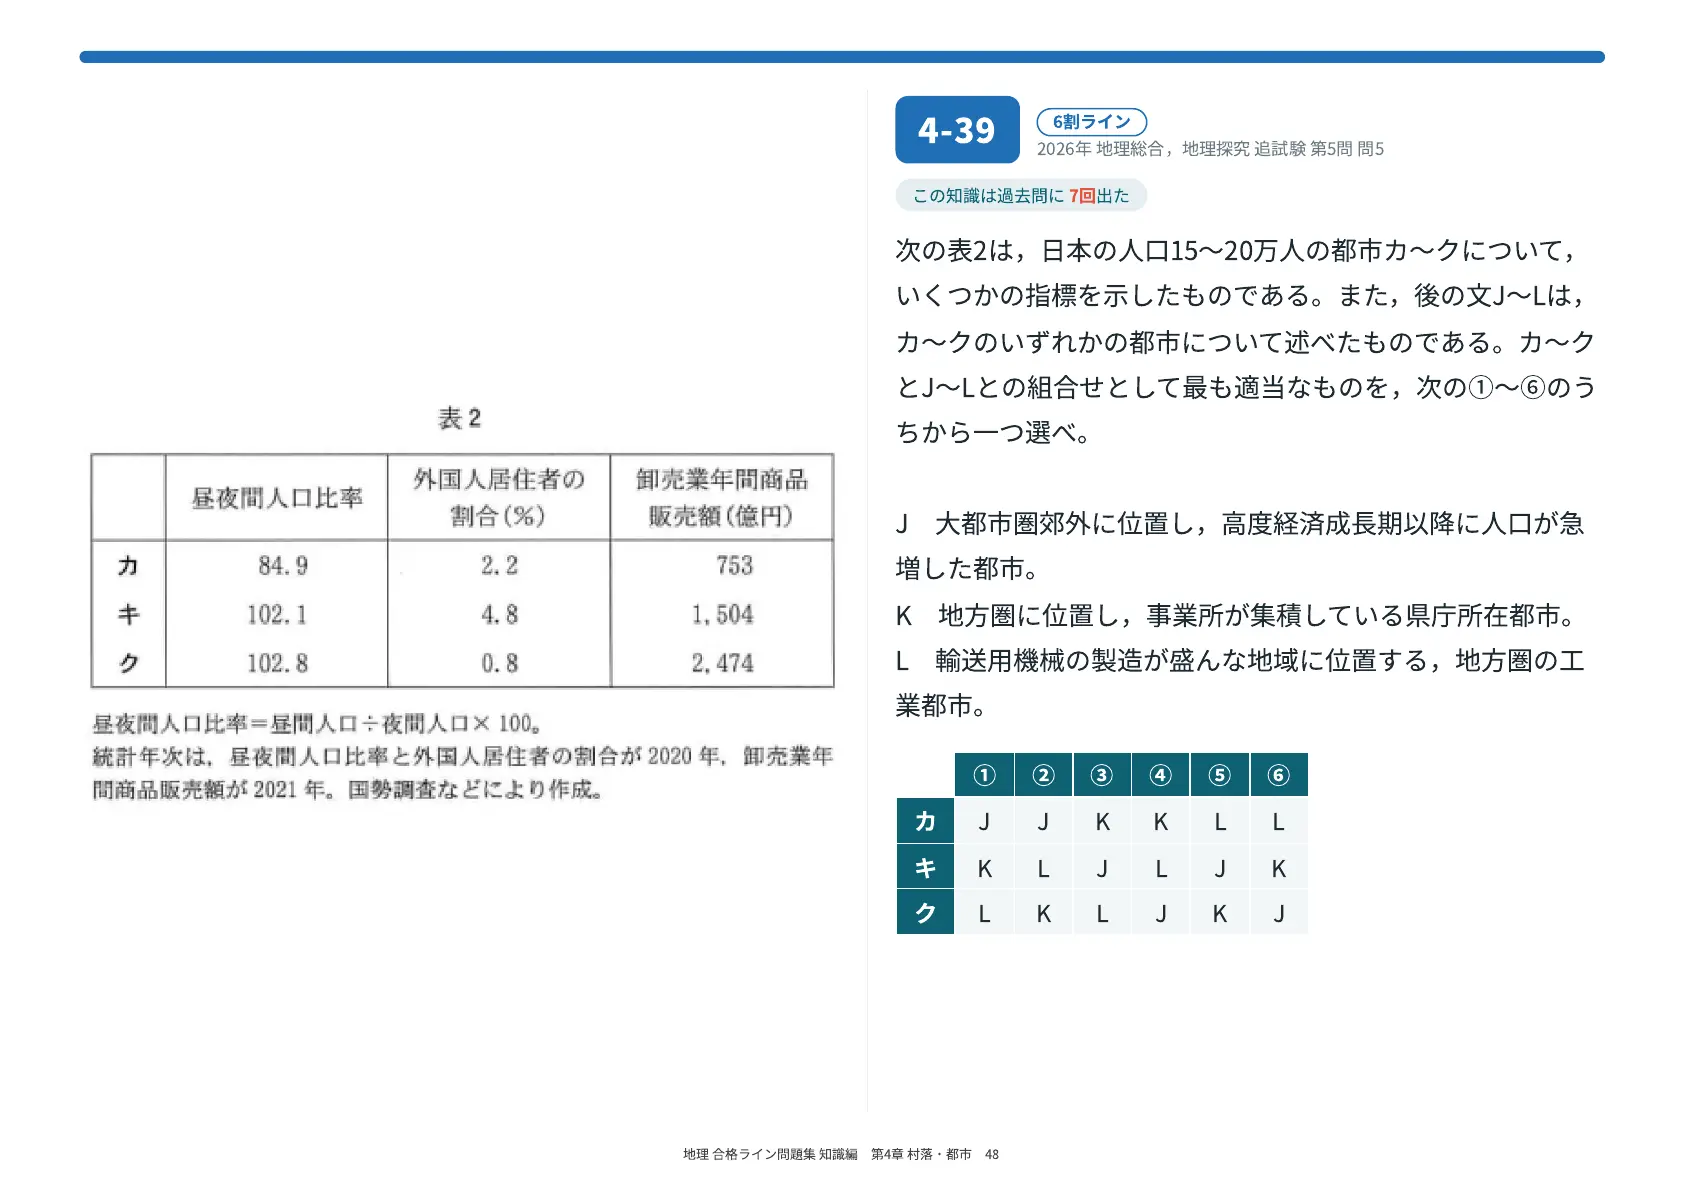 表2
昼夜間人口比率 外国人居住者の割合(%) 卸売業年間商品販売額(億円)
カ 84.9 2.2 753
キ 102.1 4.8 1,504
ク 102.8 0.8 2,474
昼夜間人口比率=昼間人口÷夜間人口×100。
統計年次は,昼夜間人口比率と外国人居住者の割合が2020年,卸売業年
間商品販売額が2021年。国勢調査などにより作成。
4-39
6割ライン
2026年 地理総合,地理探究 追試験 第5問 問5
この知識は過去問に 7回出た
次の表2は,日本の人口15〜20万人の都市カ〜クについて,
いくつかの指標を示したものである。また,後の文J〜Lは,
カ〜クのいずれかの都市について述べたものである。カ〜ク
とJ〜Lとの組合せとして最も適当なものを,次の①〜⑥のう
ちから一つ選べ。
J 大都市圏郊外に位置し,高度経済成長期以降に人口が急
増した都市。
K 地方圏に位置し,事業所が集積している県庁所在都市。
L 輸送用機械の製造が盛んな地域に位置する,地方圏の工
業都市。
① ② ③ ④ ⑤ ⑥
カ J J K K L L
キ K L J L J K
ク L K L J K J
地理 合格ライン問題集 知識編 第4章 村落・都市 48